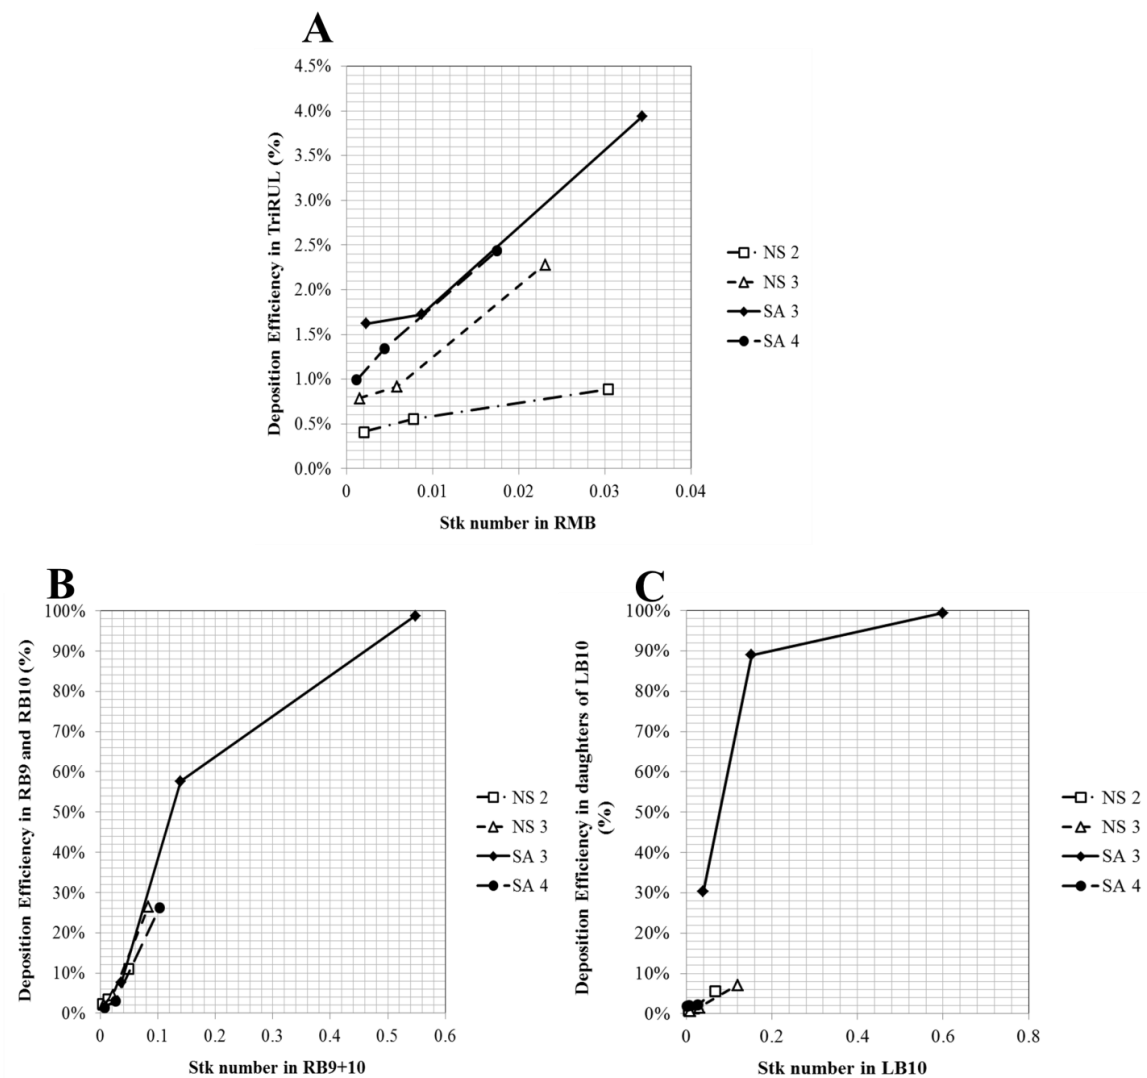 A
Deposition Efficiency in TriRUL (%)
4.5%
4.0%
3.5%
3.0%
2.5%
2.0%
1.5%
1.0%
0.5%
0.0%
0 0.01 0.02 0.03 0.04
Stk number in RMB
NS 2
NS 3
SA 3
SA 4
B
Deposition Efficiency in RB9 and RB10 (%)
100%
90%
80%
70%
60%
50%
40%
30%
20%
10%
0%
0 0.1 0.2 0.3 0.4 0.5 0.6
Stk number in RB9+10
NS 2
NS 3
SA 3
SA 4
C
Deposition Efficiency in daughters of LB10
(%)
100%
90%
80%
70%
60%
50%
40%
30%
20%
10%
0%
0 0.2 0.4 0.6 0.8
Stk number in LB10
NS 2
NS 3
SA 3
SA 4